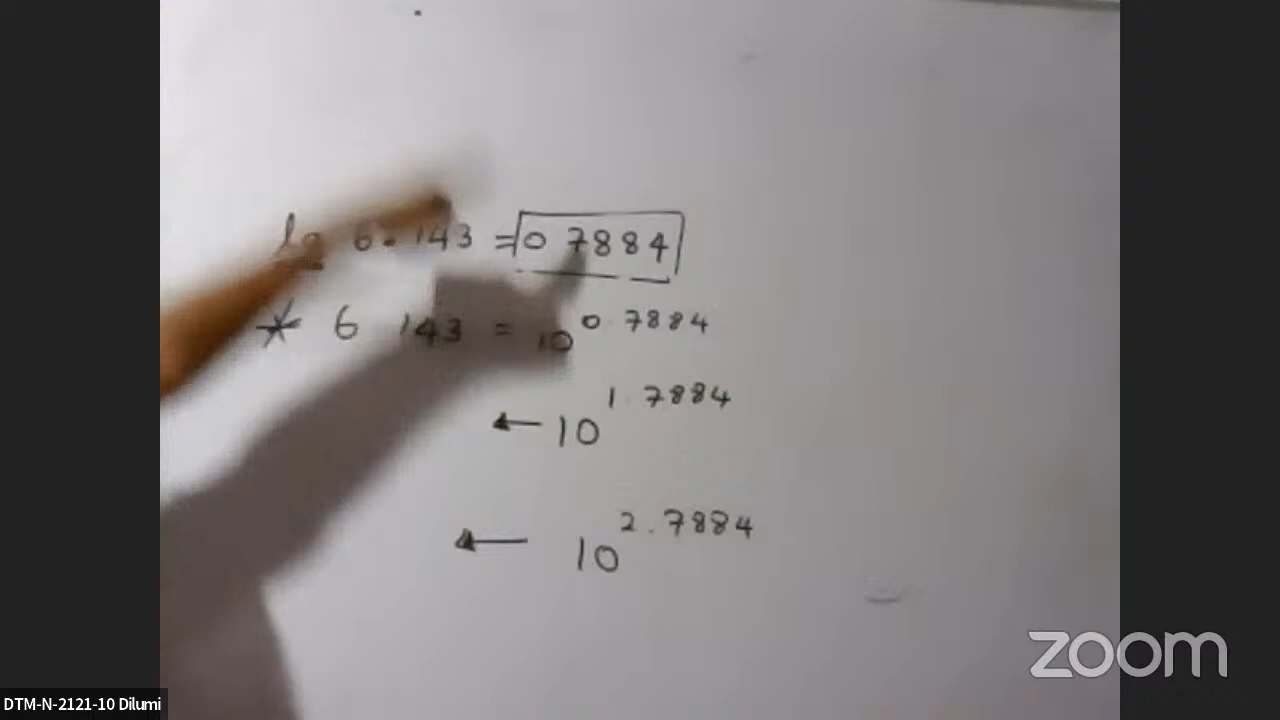 lg 6.143 = 0.7884
* 6.143 = 10^0.7884
← 10^1.7884
← 10^2.7884
zoom
DTM-N-2121-10 Dilumi